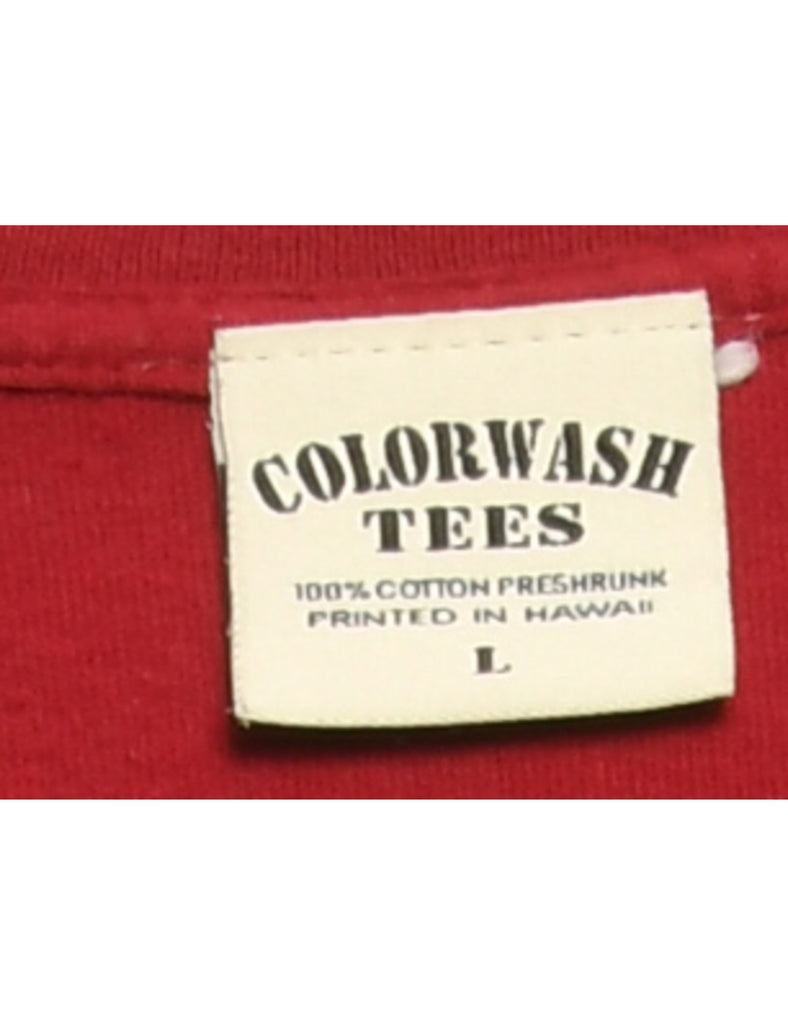 COLORWASH
TEES
100% COTTON PRESHRUNK
PRINTED IN HAWAII
L